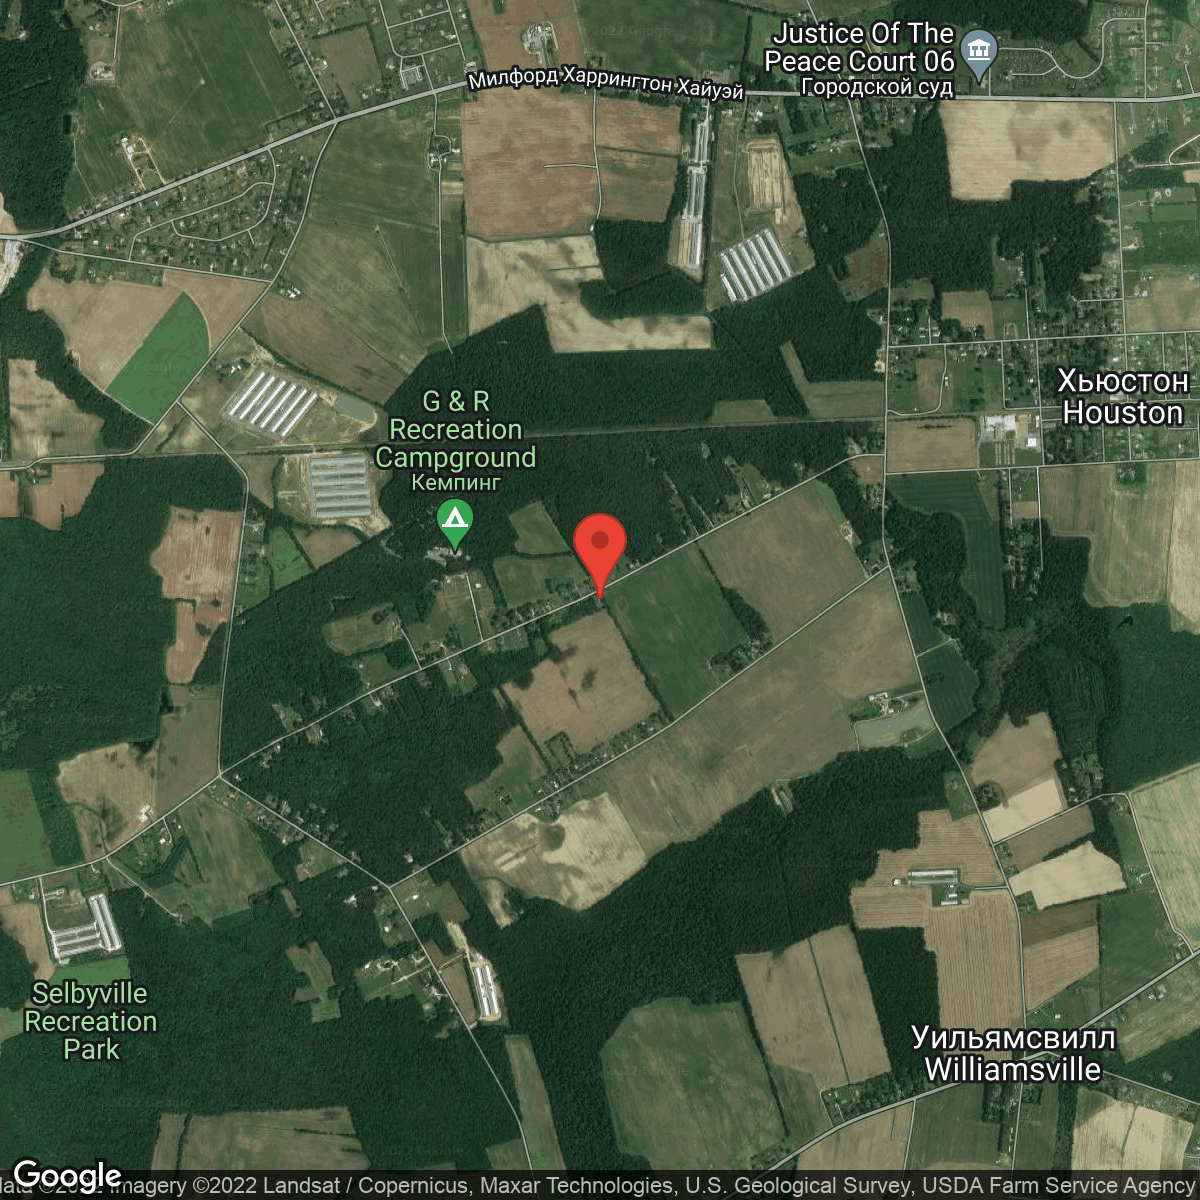 Justice Of The
Peace Court 06
Городской суд
Милфорд Харрингтон Хайуэй
Хьюстон
Houston
G & R
Recreation
Campground
Кемпинг
Selbyville
Recreation
Park
Уильямсвилл
Williamsville
Google
Imagery ©2022 Landsat / Copernicus, Maxar Technologies, U.S. Geological Survey, USDA Farm Service Agency